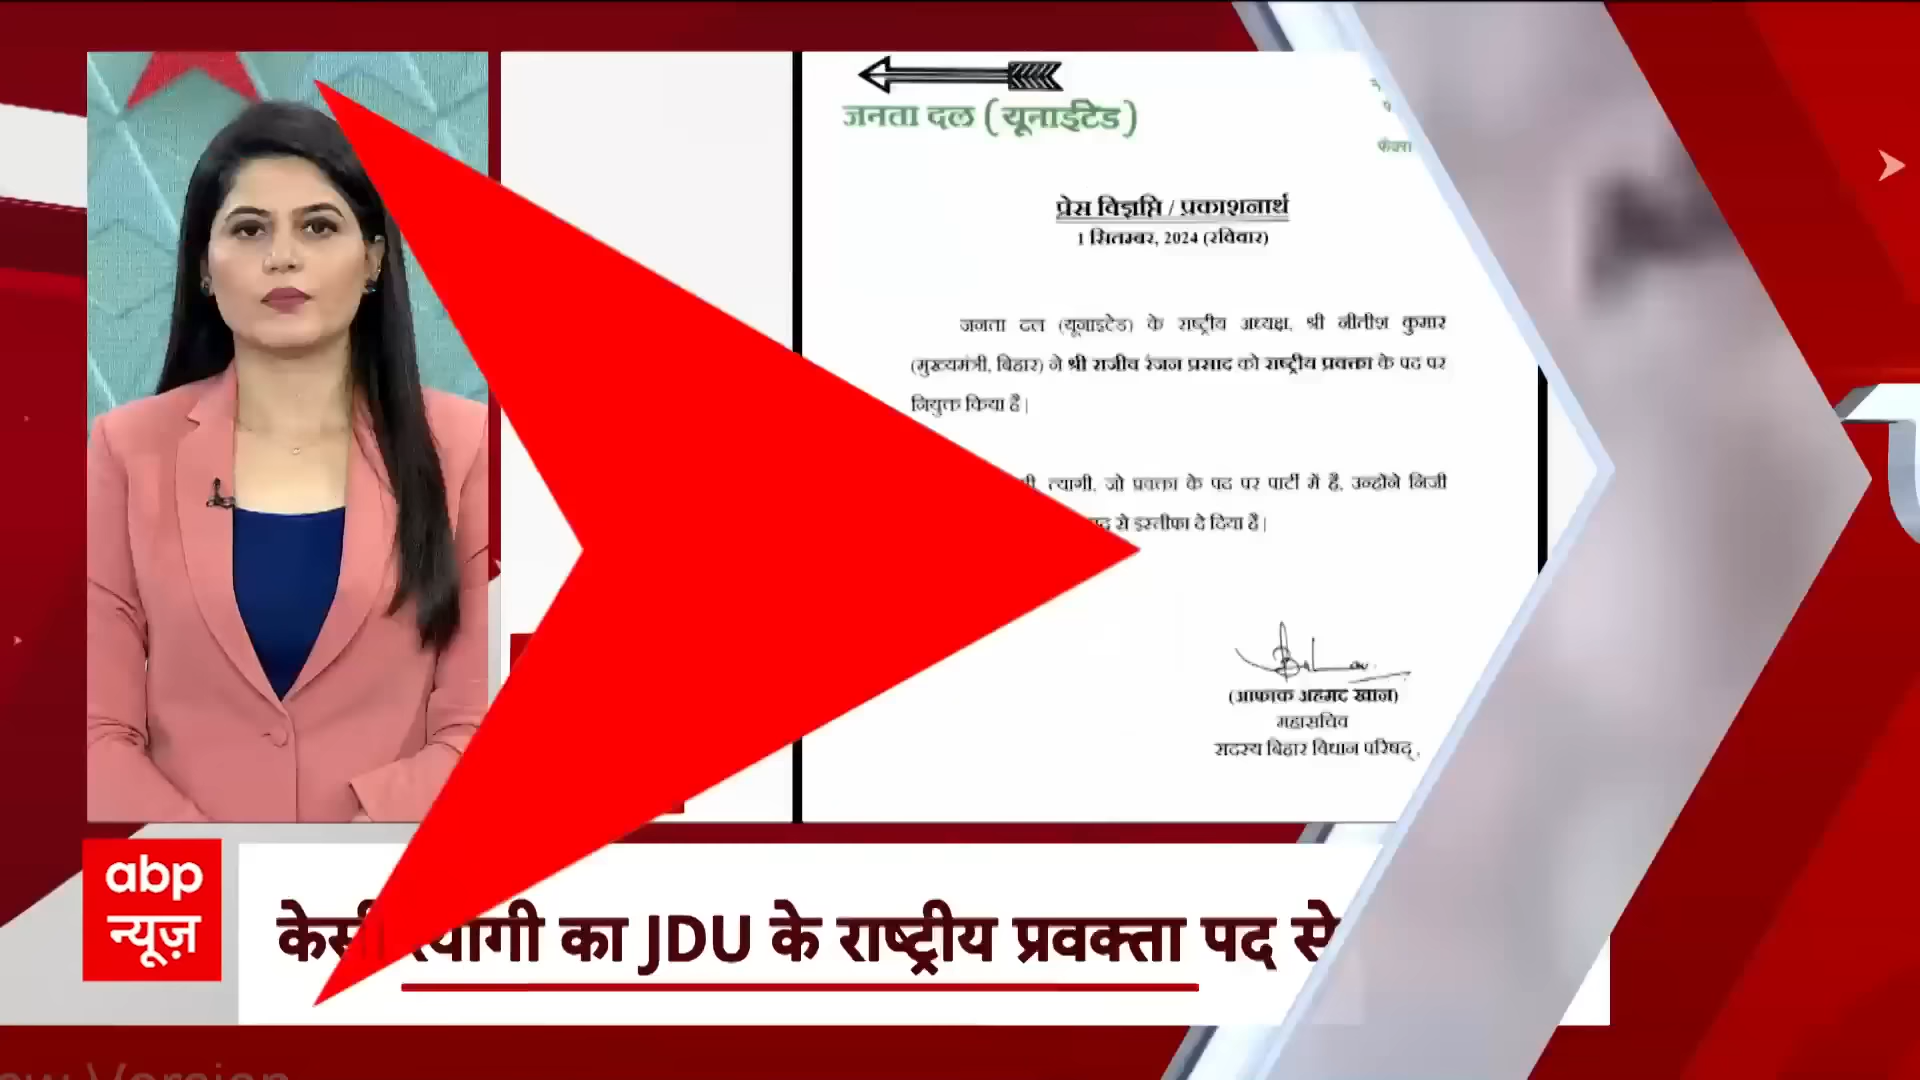 जनता दल (यूनाईटेड)
फैक्स
प्रेस विज्ञप्ति / प्रकाशनार्थ
1 सितम्बर, 2024 (रविवार)
जनता दल (यूनाइटेड) के राष्ट्रीय अध्यक्ष, श्री नीतीश कुमार
(मुख्यमंत्री, बिहार) ने श्री राजीव रंजन प्रसाद को राष्ट्रीय प्रवक्ता के पद पर
नियुक्त किया है।
त्यागी, जो प्रवक्ता के पद पर पार्टी में हैं, उन्होंने निजी
से इस्तीफा दे दिया है।
(आफाक अहमद खान)
महासचिव
सदस्य बिहार विधान परिषद्
abp
न्यूज़
का JDU के राष्ट्रीय प्रवक्ता पद से